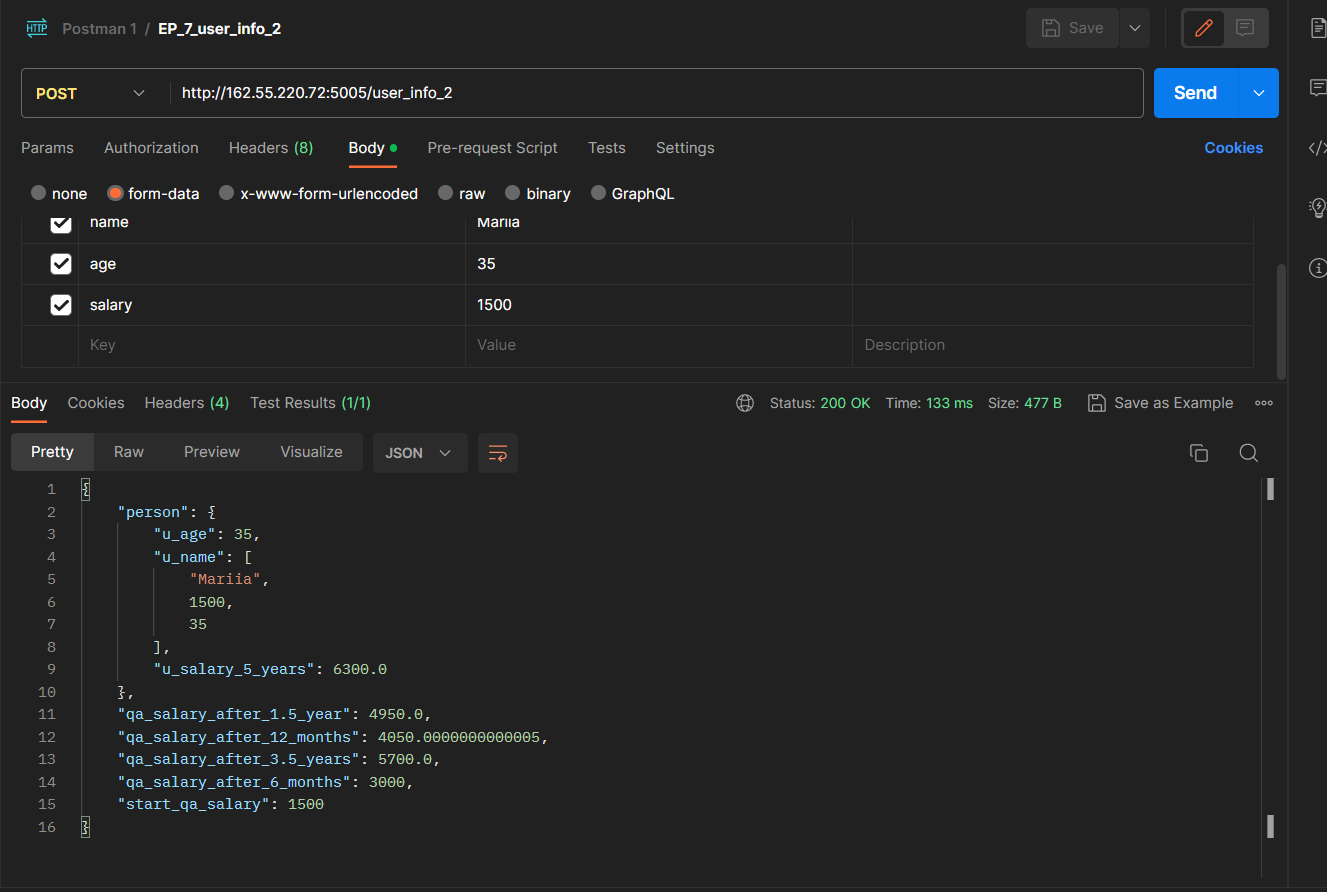 HTTP Postman 1 / EP_7_user_info_2 Save
POST http://162.55.220.72:5005/user_info_2 Send
Params Authorization Headers (8) Body Pre-request Script Tests Settings Cookies
none form-data x-www-form-urlencoded raw binary GraphQL
name Mariia
age 35
salary 1500
Key Value Description
Body Cookies Headers (4) Test Results (1/1) Status: 200 OK Time: 133 ms Size: 477 B Save as Example
Pretty Raw Preview Visualize JSON
1 {
2 "person": {
3 "u_age": 35,
4 "u_name": [
5 "Mariia",
6 1500,
7 35
8 ],
9 "u_salary_5_years": 6300.0
10 },
11 "qa_salary_after_1.5_year": 4950.0,
12 "qa_salary_after_12_months": 4050.0000000000005,
13 "qa_salary_after_3.5_years": 5700.0,
14 "qa_salary_after_6_months": 3000,
15 "start_qa_salary": 1500
16 }